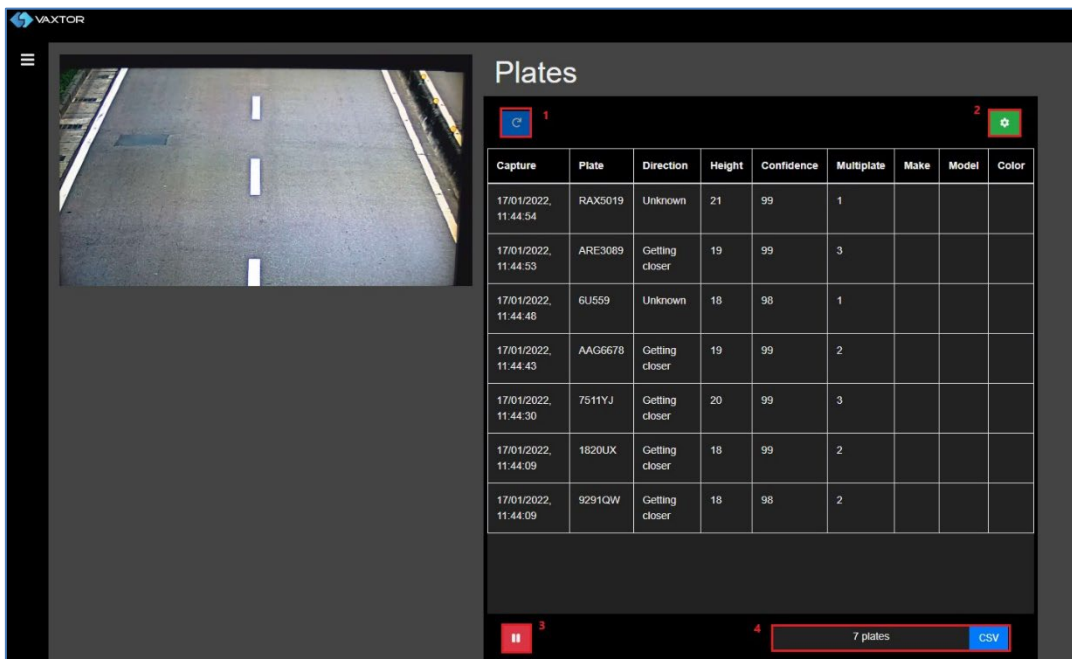 VAXTOR
Plates
1
2
Capture Plate Direction Height Confidence Multiplate Make Model Color
17/01/2022, RAX5019 Unknown 21 99 1
11:44:54
17/01/2022, ARE3089 Getting 19 99 3
11:44:53 closer
17/01/2022, 6U559 Unknown 18 98 1
11:44:48
17/01/2022, AAG6678 Getting 19 99 2
11:44:43 closer
17/01/2022, 7511YJ Getting 20 99 3
11:44:30 closer
17/01/2022, 1820UX Getting 18 99 2
11:44:09 closer
17/01/2022, 9291QW Getting 18 98 2
11:44:09 closer
3
4 7 plates CSV